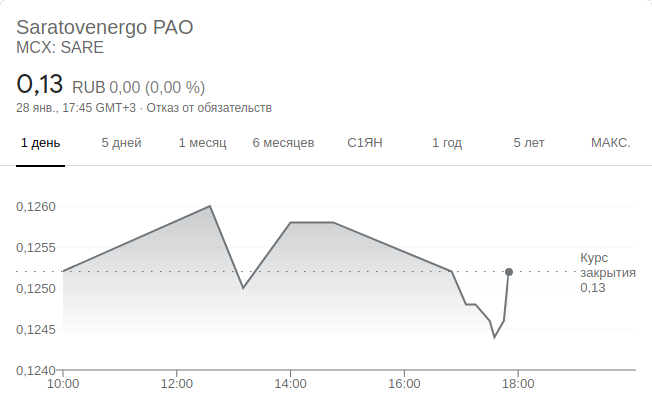 Saratovenergo PAO
MCX: SARE
0,13 RUB 0,00 (0,00 %)
28 янв., 17:45 GMT+3 · Отказ от обязательств
1 день 5 дней 1 месяц 6 месяцев С1ЯН 1 год 5 лет МАКС.
0,1260
0,1255
0,1250
0,1245
0,1240
Курс
закрытия
0,13
10:00 12:00 14:00 16:00 18:00